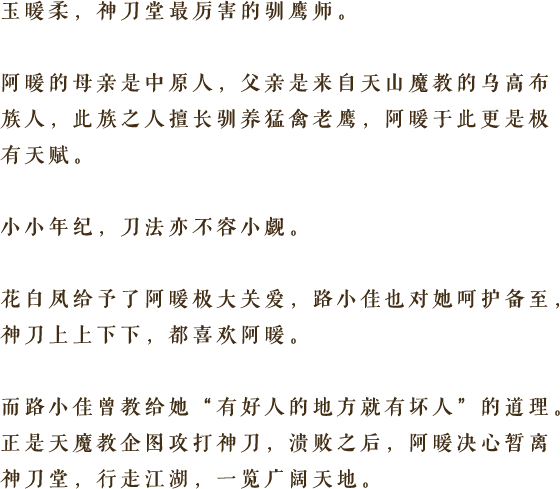 玉暖柔，神刀堂最厉害的驯鹰师。
阿暖的母亲是中原人，父亲是来自天山魔教的乌高布
族人，此族之人擅长驯养猛禽老鹰，阿暖于此更是极
有天赋。
小小年纪，刀法亦不容小觑。
花白凤给予了阿暖极大关爱，路小佳也对她呵护备至，
神刀上上下下，都喜欢阿暖。
而路小佳曾教给她“有好人的地方就有坏人”的道理。
正是天魔教企图攻打神刀，溃败之后，阿暖决心暂离
神刀堂，行走江湖，一览广阔天地。